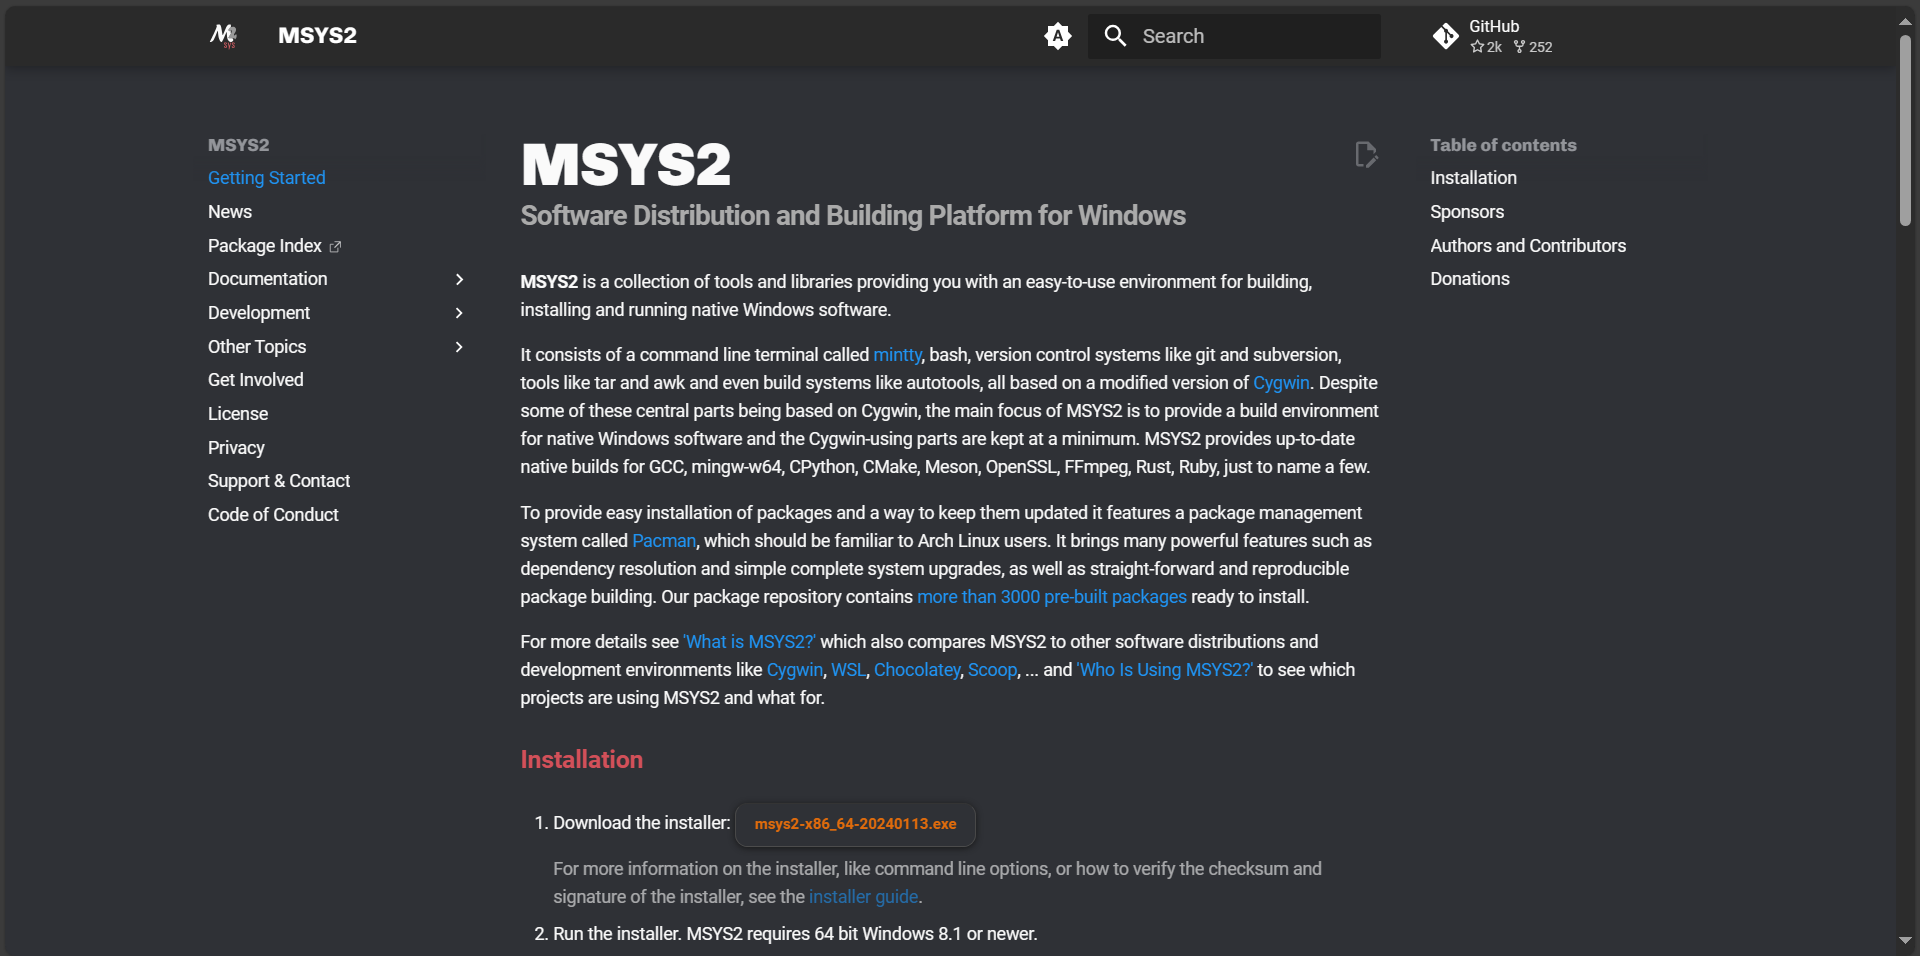 MSYS2
A
Search
GitHub
2k 252
MSYS2
Getting Started
News
Package Index
Documentation
Development
Other Topics
Get Involved
License
Privacy
Support & Contact
Code of Conduct
MSYS2
Software Distribution and Building Platform for Windows
MSYS2 is a collection of tools and libraries providing you with an easy-to-use environment for building,
installing and running native Windows software.
It consists of a command line terminal called mintty, bash, version control systems like git and subversion,
tools like tar and awk and even build systems like autotools, all based on a modified version of Cygwin. Despite
some of these central parts being based on Cygwin, the main focus of MSYS2 is to provide a build environment
for native Windows software and the Cygwin-using parts are kept at a minimum. MSYS2 provides up-to-date
native builds for GCC, mingw-w64, CPython, CMake, Meson, OpenSSL, FFmpeg, Rust, Ruby, just to name a few.
To provide easy installation of packages and a way to keep them updated it features a package management
system called Pacman, which should be familiar to Arch Linux users. It brings many powerful features such as
dependency resolution and simple complete system upgrades, as well as straight-forward and reproducible
package building. Our package repository contains more than 3000 pre-built packages ready to install.
For more details see 'What is MSYS2?' which also compares MSYS2 to other software distributions and
development environments like Cygwin, WSL, Chocolatey, Scoop, ... and 'Who Is Using MSYS2?' to see which
projects are using MSYS2 and what for.
Installation
1. Download the installer: msys2-x86_64-20240113.exe
For more information on the installer, like command line options, or how to verify the checksum and
signature of the installer, see the installer guide.
2. Run the installer. MSYS2 requires 64 bit Windows 8.1 or newer.
Table of contents
Installation
Sponsors
Authors and Contributors
Donations